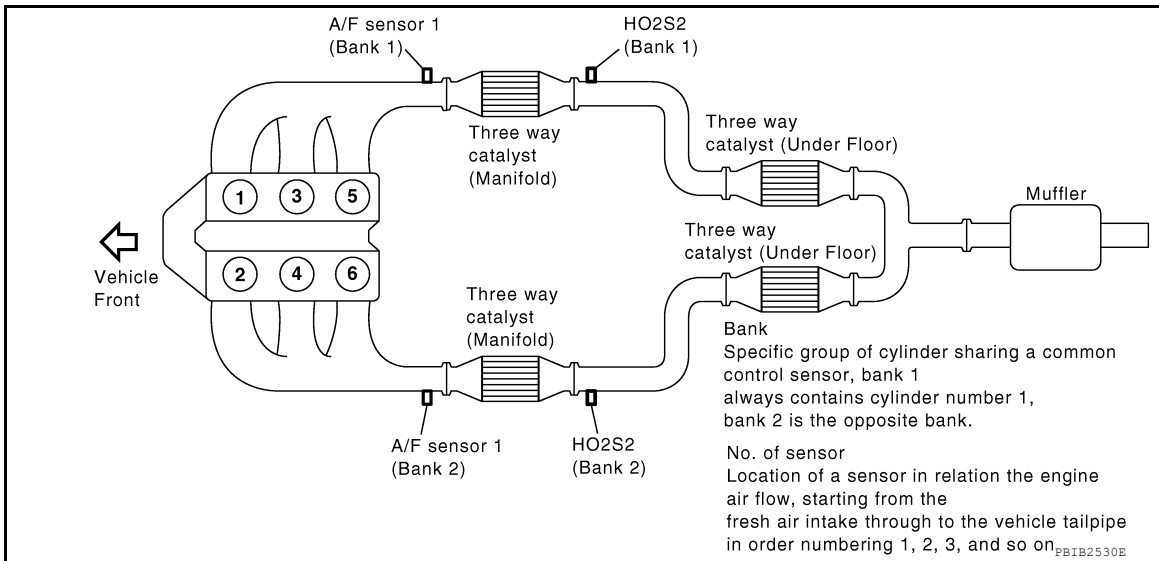 A/F sensor 1
(Bank 1)
HO2S2
(Bank 1)
Three way
catalyst
(Manifold)
Three way
catalyst (Under Floor)
Muffler
1
3
5
2
4
6
Vehicle
Front
Three way
catalyst (Under Floor)
Three way
catalyst
(Manifold)
A/F sensor 1
(Bank 2)
HO2S2
(Bank 2)
Bank
Specific group of cylinder sharing a common
control sensor, bank 1
always contains cylinder number 1,
bank 2 is the opposite bank.
No. of sensor
Location of a sensor in relation the engine
air flow, starting from the
fresh air intake through to the vehicle tailpipe
in order numbering 1, 2, 3, and so on
PBIB2530E